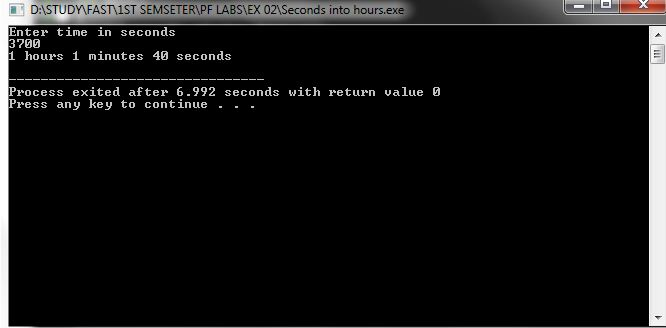 D:\STUDY\FAST\1ST SEMSETER\PF LABS\EX 02\Seconds into hours.exe
Enter time in seconds
3700
1 hours 1 minutes 40 seconds
--------------------------------
Process exited after 6.992 seconds with return value 0
Press any key to continue . . .